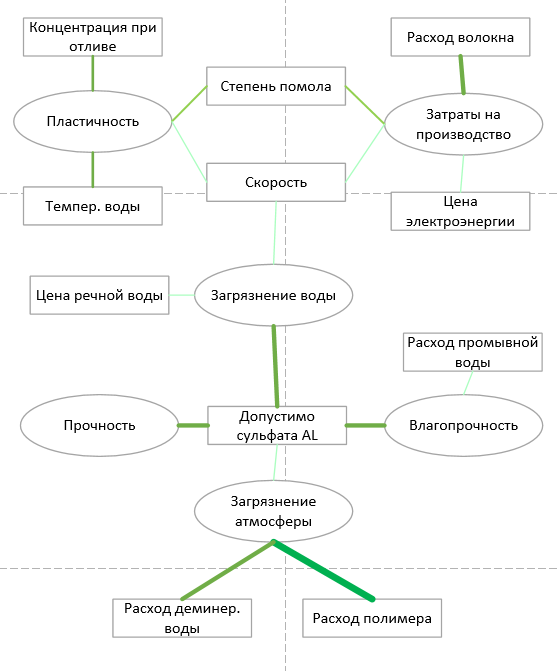 Концентрация при
отливе
Расход волокна
Степень помола
Пластичность
Затраты на
производство
Скорость
Темпер. воды
Цена
электроэнергии
Цена речной воды
Загрязнение воды
Расход промывной
воды
Прочность
Допустимо
сульфата AL
Влагопрочность
Загрязнение
атмосферы
Расход деминер.
воды
Расход полимера